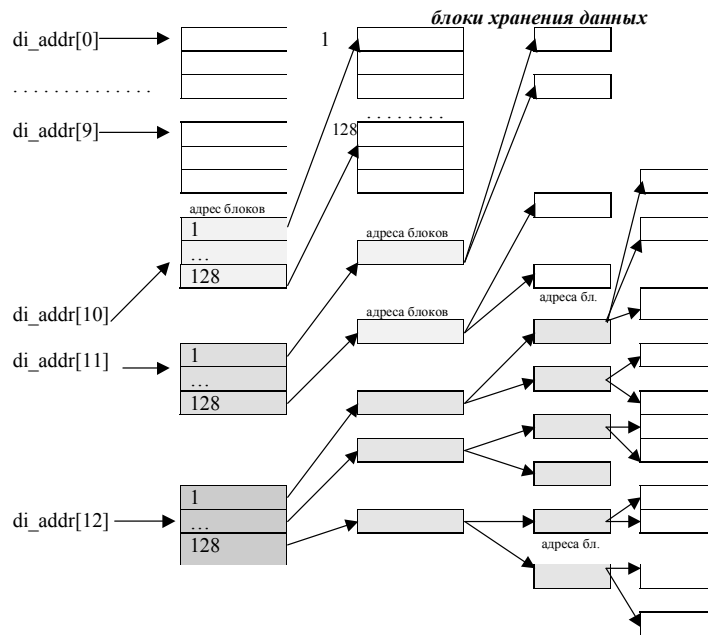 блоки хранения данных
di_addr[0]
1
. . . . . . . . . . . . . .
. . . . . . . .
di_addr[9]
128
адрес блоков
1
адреса блоков
…
128
адреса бл.
di_addr[10]
адреса блоков
di_addr[11]
1
…
128
1
di_addr[12]
…
128
адреса бл.